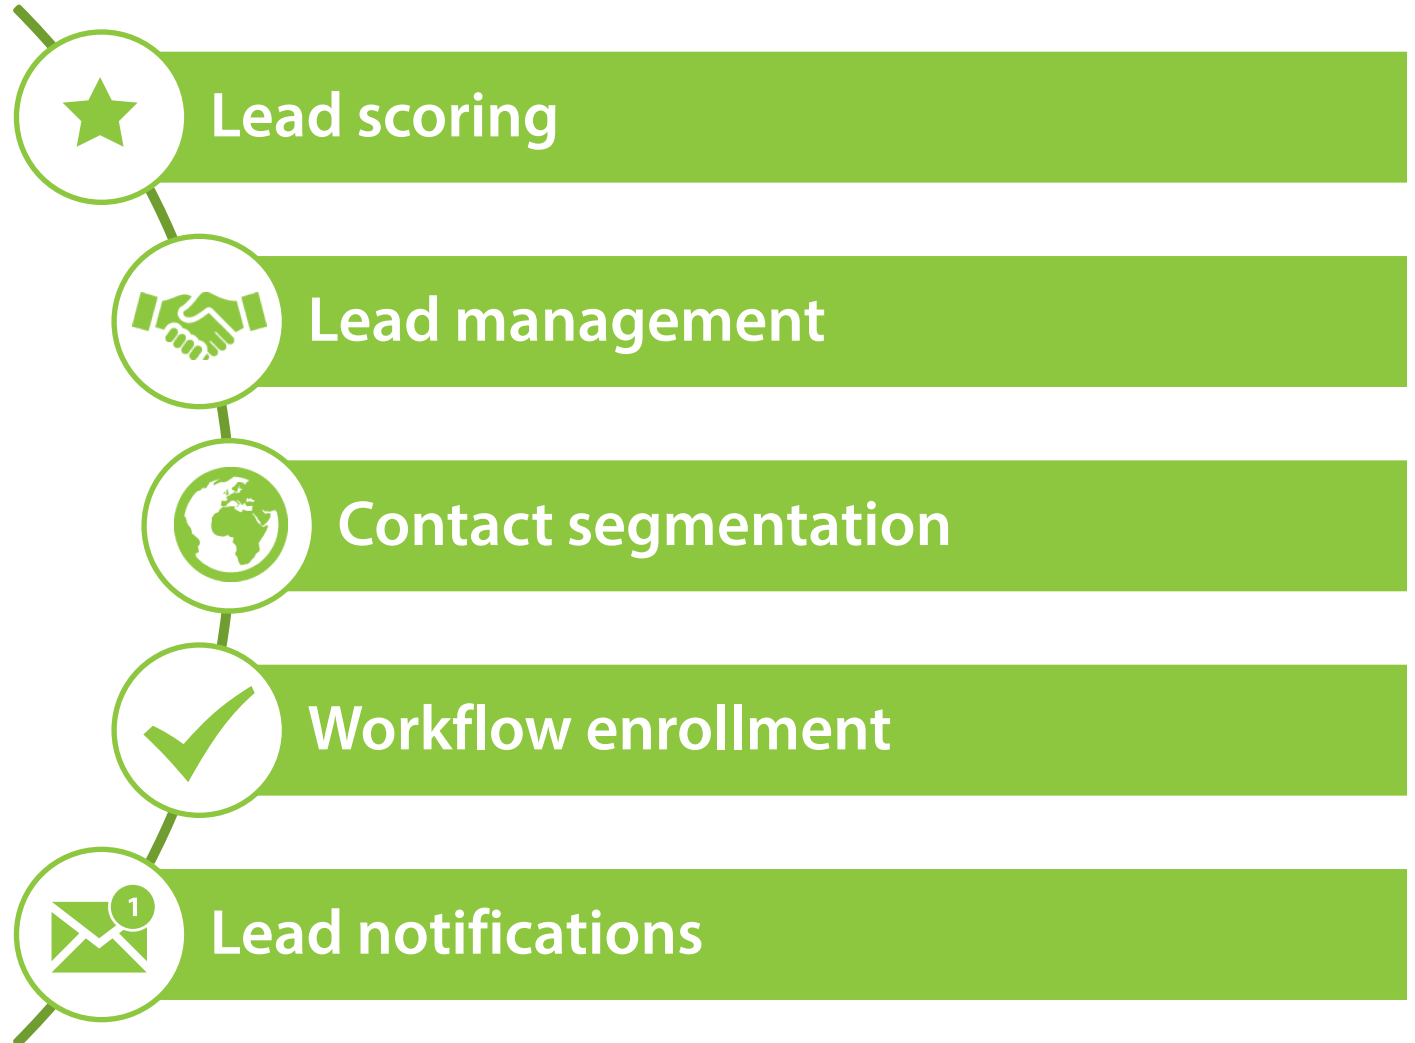 Lead scoring
Lead management
Contact segmentation
Workflow enrollment
1
Lead notifications